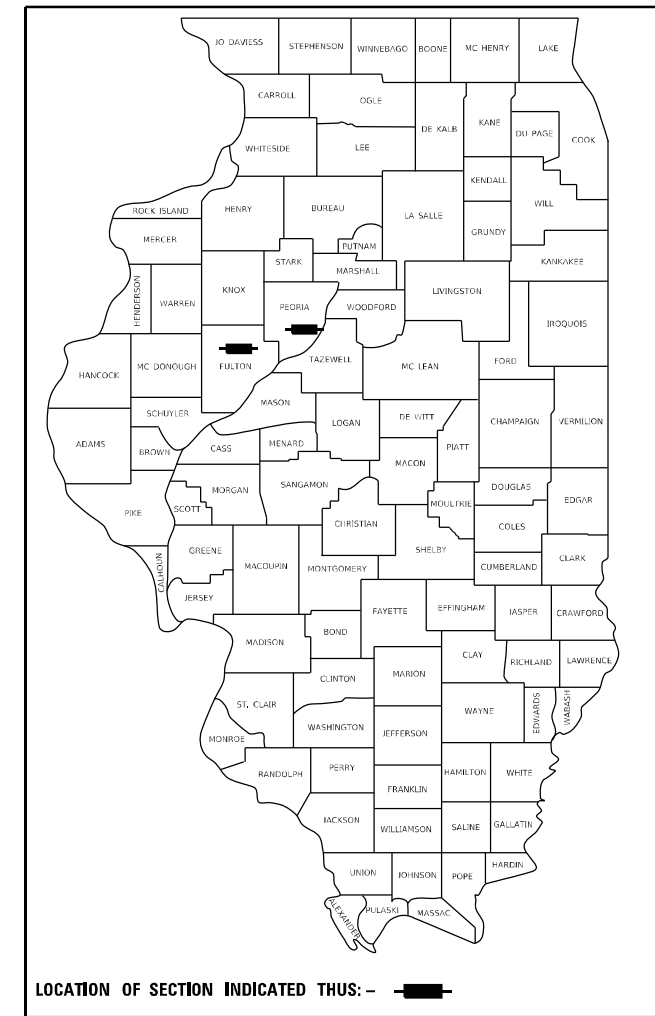 JO DAVIESS
STEPHENSON
WINNEBAGO
BOONE
MC HENRY
LAKE
CARROLL
OGLE
DE KALB
KANE
DU PAGE
COOK
WHITESIDE
LEE
KENDALL
WILL
ROCK ISLAND
HENRY
BUREAU
LA SALLE
GRUNDY
MERCER
PUTNAM
KANKAKEE
STARK
MARSHALL
HENDERSON
WARREN
KNOX
PEORIA
WOODFORD
LIVINGSTON
IROQUOIS
HANCOCK
MC DONOUGH
FULTON
TAZEWELL
MC LEAN
FORD
SCHUYLER
MASON
LOGAN
DE WITT
CHAMPAIGN
VERMILION
ADAMS
BROWN
CASS
MENARD
PIATT
MACON
PIKE
SCOTT
MORGAN
SANGAMON
MOULTRIE
DOUGLAS
EDGAR
CHRISTIAN
COLES
CALHOUN
GREENE
MACOUPIN
MONTGOMERY
SHELBY
CUMBERLAND
CLARK
JERSEY
FAYETTE
EFFINGHAM
JASPER
CRAWFORD
MADISON
BOND
CLAY
RICHLAND
LAWRENCE
CLINTON
MARION
ST. CLAIR
WAYNE
EDWARDS
WABASH
MONROE
WASHINGTON
JEFFERSON
RANDOLPH
PERRY
HAMILTON
WHITE
FRANKLIN
JACKSON
WILLIAMSON
SALINE
GALLATIN
UNION
JOHNSON
POPE
HARDIN
ALEXANDER
PULASKI
MASSAC
LOCATION OF SECTION INDICATED THUS: –